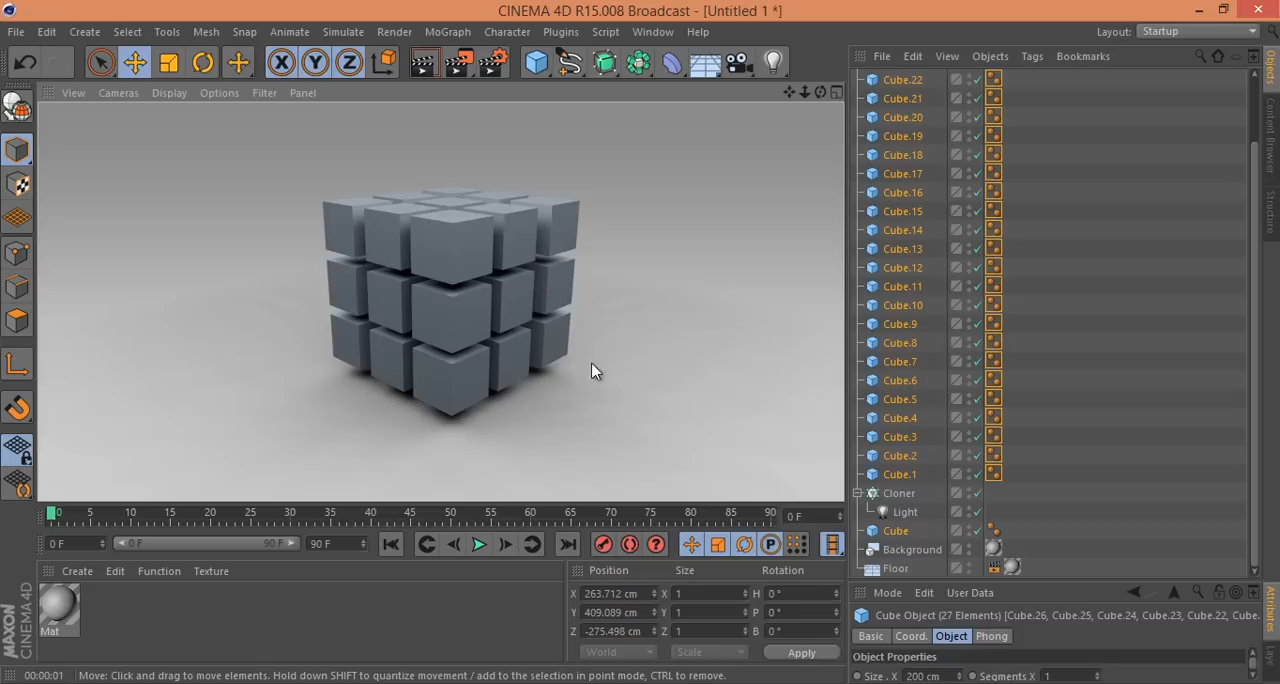 CINEMA 4D R15.008 Broadcast - [Untitled 1 *]
File Edit Create Select Tools Mesh Snap Animate Simulate Render MoGraph Character Plugins Script Window Help
Layout: Startup
File Edit View Objects Tags Bookmarks
View Cameras Display Options Filter Panel
Cube.22
Cube.21
Cube.20
Cube.19
Cube.18
Cube.17
Cube.16
Cube.15
Cube.14
Cube.13
Cube.12
Cube.11
Cube.10
Cube.9
Cube.8
Cube.7
Cube.6
Cube.5
Cube.4
Cube.3
Cube.2
Cube.1
Cloner
Light
Cube
Background
Floor
Objects
Content Browser
Structure
X Y Z
0 5 10 15 20 25 30 35 40 45 50 55 60 65 70 75 80 85 90 0 F
0 F 0 F 90 F 90 F
P
Create Edit Function Texture
Mat
Position Size Rotation
X 263.712 cm X 1 H 0 °
Y 409.089 cm Y 1 P 0 °
Z -275.498 cm Z 1 B 0 °
World Scale Apply
Mode Edit User Data
Cube Object (27 Elements) [Cube.26, Cube.25, Cube.24, Cube.23, Cube.22, Cube.
Basic Coord. Object Phong
Object Properties
Size . X 200 cm Segments X 1
Attributes
MAXON
CINEMA 4D
00:00:01 Move: Click and drag to move elements. Hold down SHIFT to quantize movement / add to the selection in point mode, CTRL to remove.